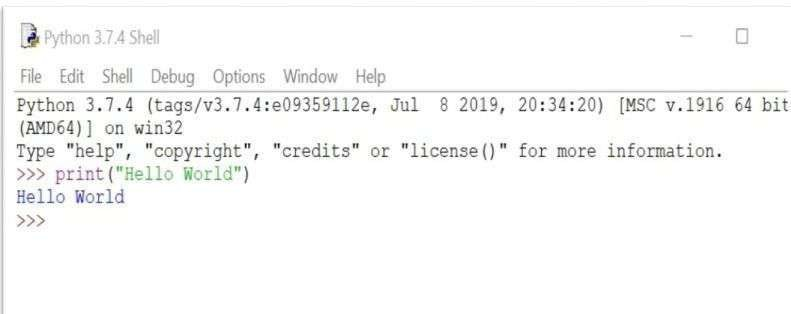 Python 3.7.4 Shell
File Edit Shell Debug Options Window Help
Python 3.7.4 (tags/v3.7.4:e09359112e, Jul  8 2019, 20:34:20) [MSC v.1916 64 bit
(AMD64)] on win32
Type "help", "copyright", "credits" or "license()" for more information.
>>> print("Hello World")
Hello World
>>>